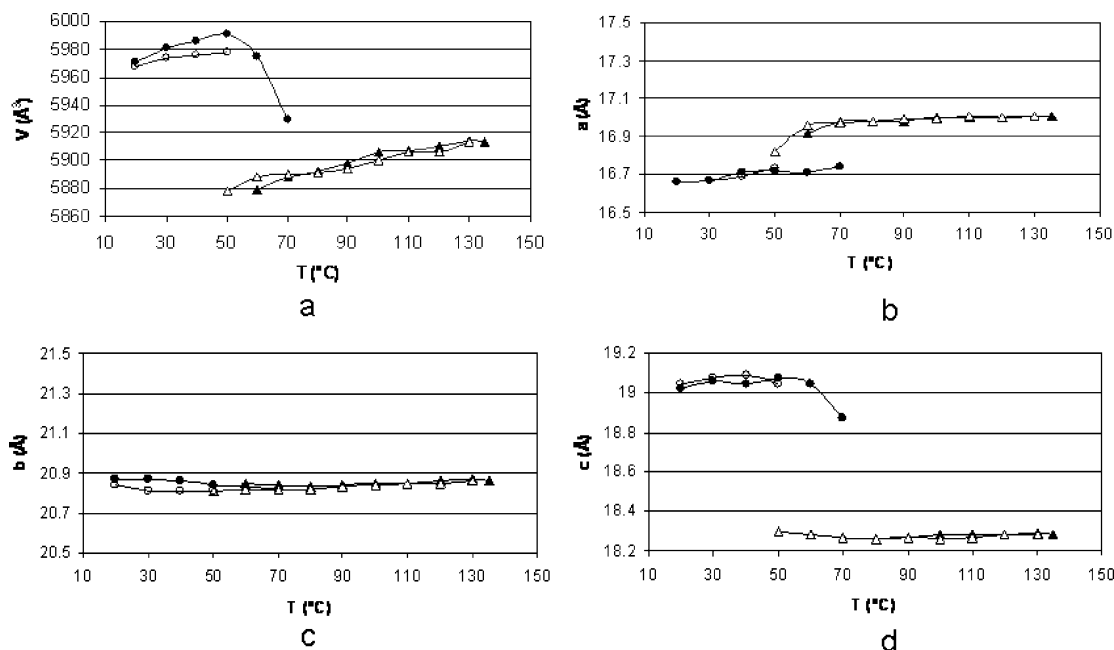 6000
5980
5960
5940
5920
5900
5880
5860
V (Å³)
10 30 50 70 90 110 130 150
T (°C)
a
17.5
17.3
17.1
16.9
16.7
16.5
a (Å)
10 30 50 70 90 110 130 150
T (°C)
b
21.5
21.3
21.1
20.9
20.7
20.5
b (Å)
10 30 50 70 90 110 130 150
T (°C)
c
19.2
19
18.8
18.6
18.4
18.2
c (Å)
10 30 50 70 90 110 130 150
T (°C)
d